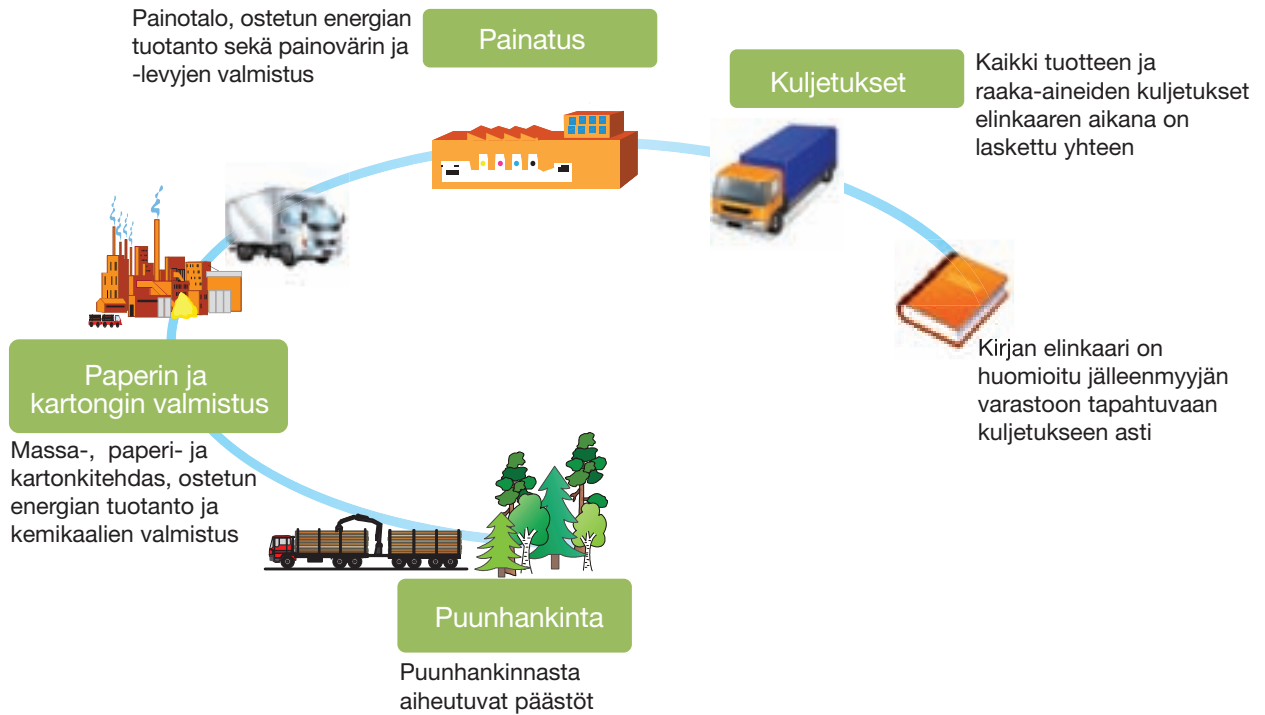 Painotalo, ostetun energian
tuotanto sekä painovärin ja
-levyjen valmistus
Painatus
Kuljetukset
Kaikki tuotteen ja
raaka-aineiden kuljetukset
elinkaaren aikana on
laskettu yhteen
Kirjan elinkaari on
huomioitu jälleenmyyjän
varastoon tapahtuvaan
kuljetukseen asti
Paperin ja
kartongin valmistus
Massa-, paperi- ja
kartonkitehdas, ostetun
energian tuotanto ja
kemikaalien valmistus
Puunhankinta
Puunhankinnasta
aiheutuvat päästöt